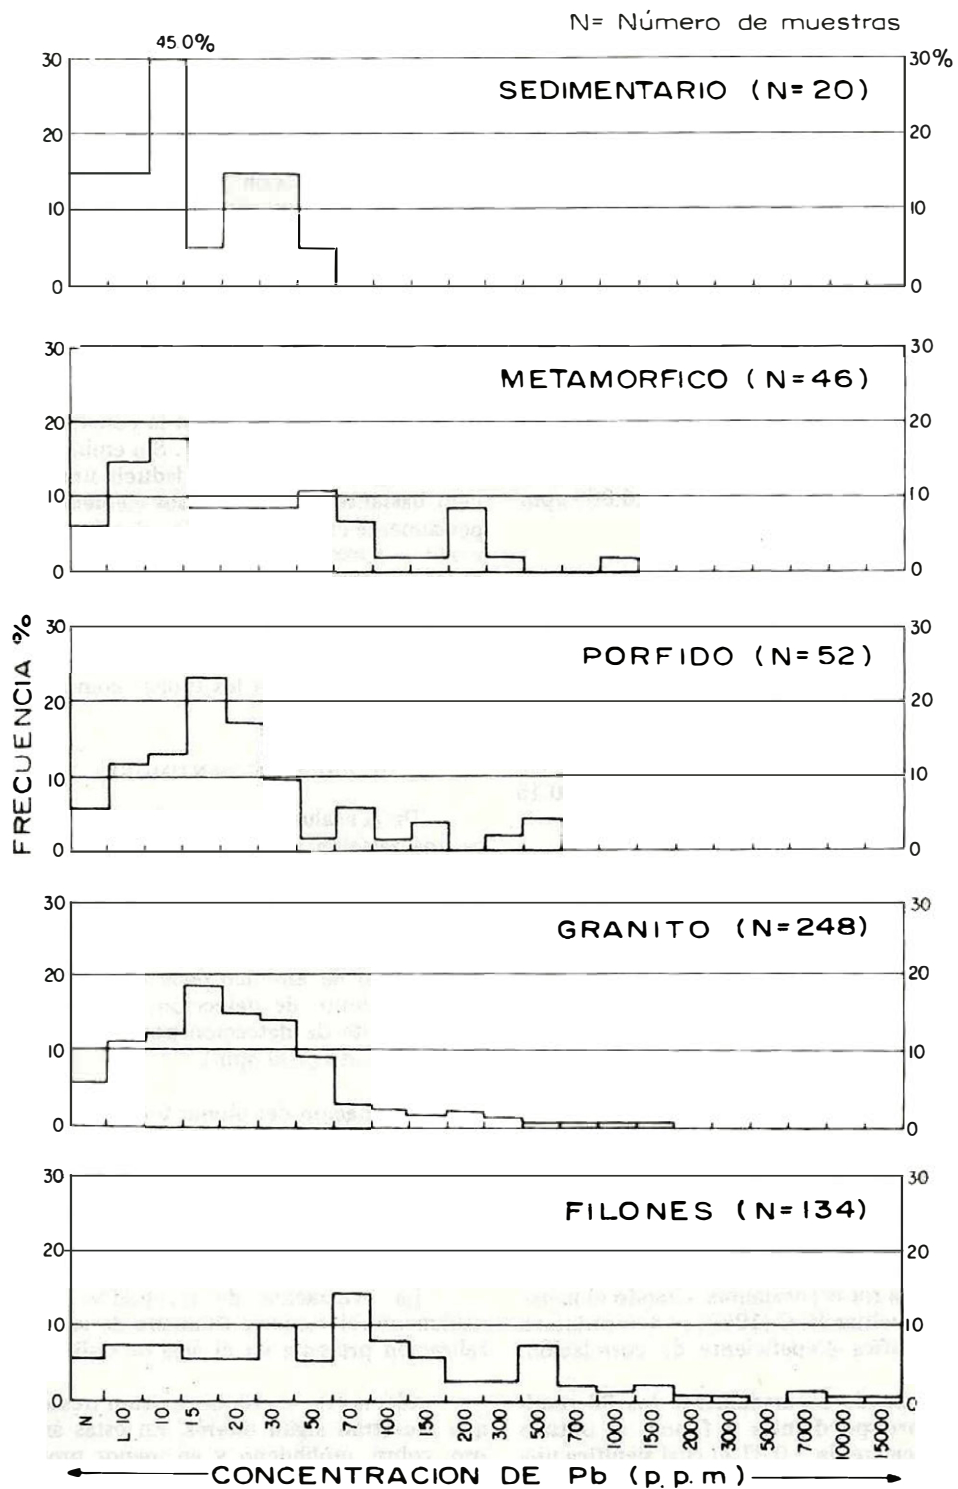 N= Número de muestras
45.0%
30 30%
SEDIMENTARIO (N=20)
20 20
10 10
0 0
30 30
METAMORFICO (N=46)
20 20
10 10
0 0
30 30
PORFIDO (N=52)
20 20
10 10
0 0
FRECUENCIA %
30 30
GRANITO (N=248)
20 20
10 10
0 0
30 30
FILONES (N=134)
20 20
10 10
0 0
N L10 10 15 20 30 50 70 100 150 200 300 500 700 1000 1500 2000 3000 5000 7000 10000 15000
CONCENTRACION DE Pb (p.p.m)